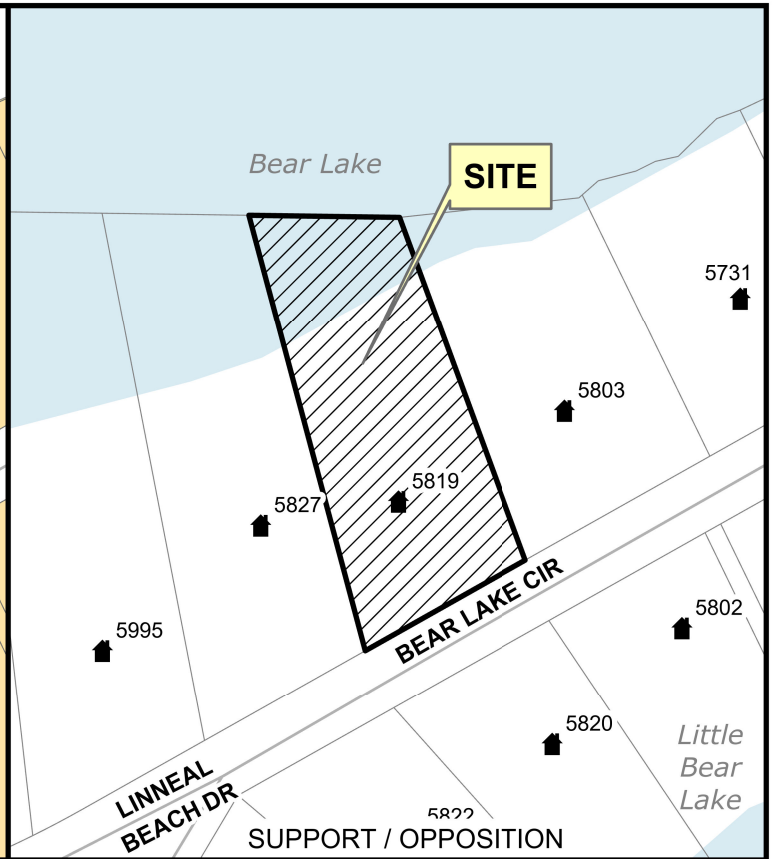 Bear Lake
SITE
5731
5803
5819
5827
BEAR LAKE CIR
5802
5995
5820
Little
Bear
Lake
LINNEAL
BEACH DR
5822
SUPPORT / OPPOSITION